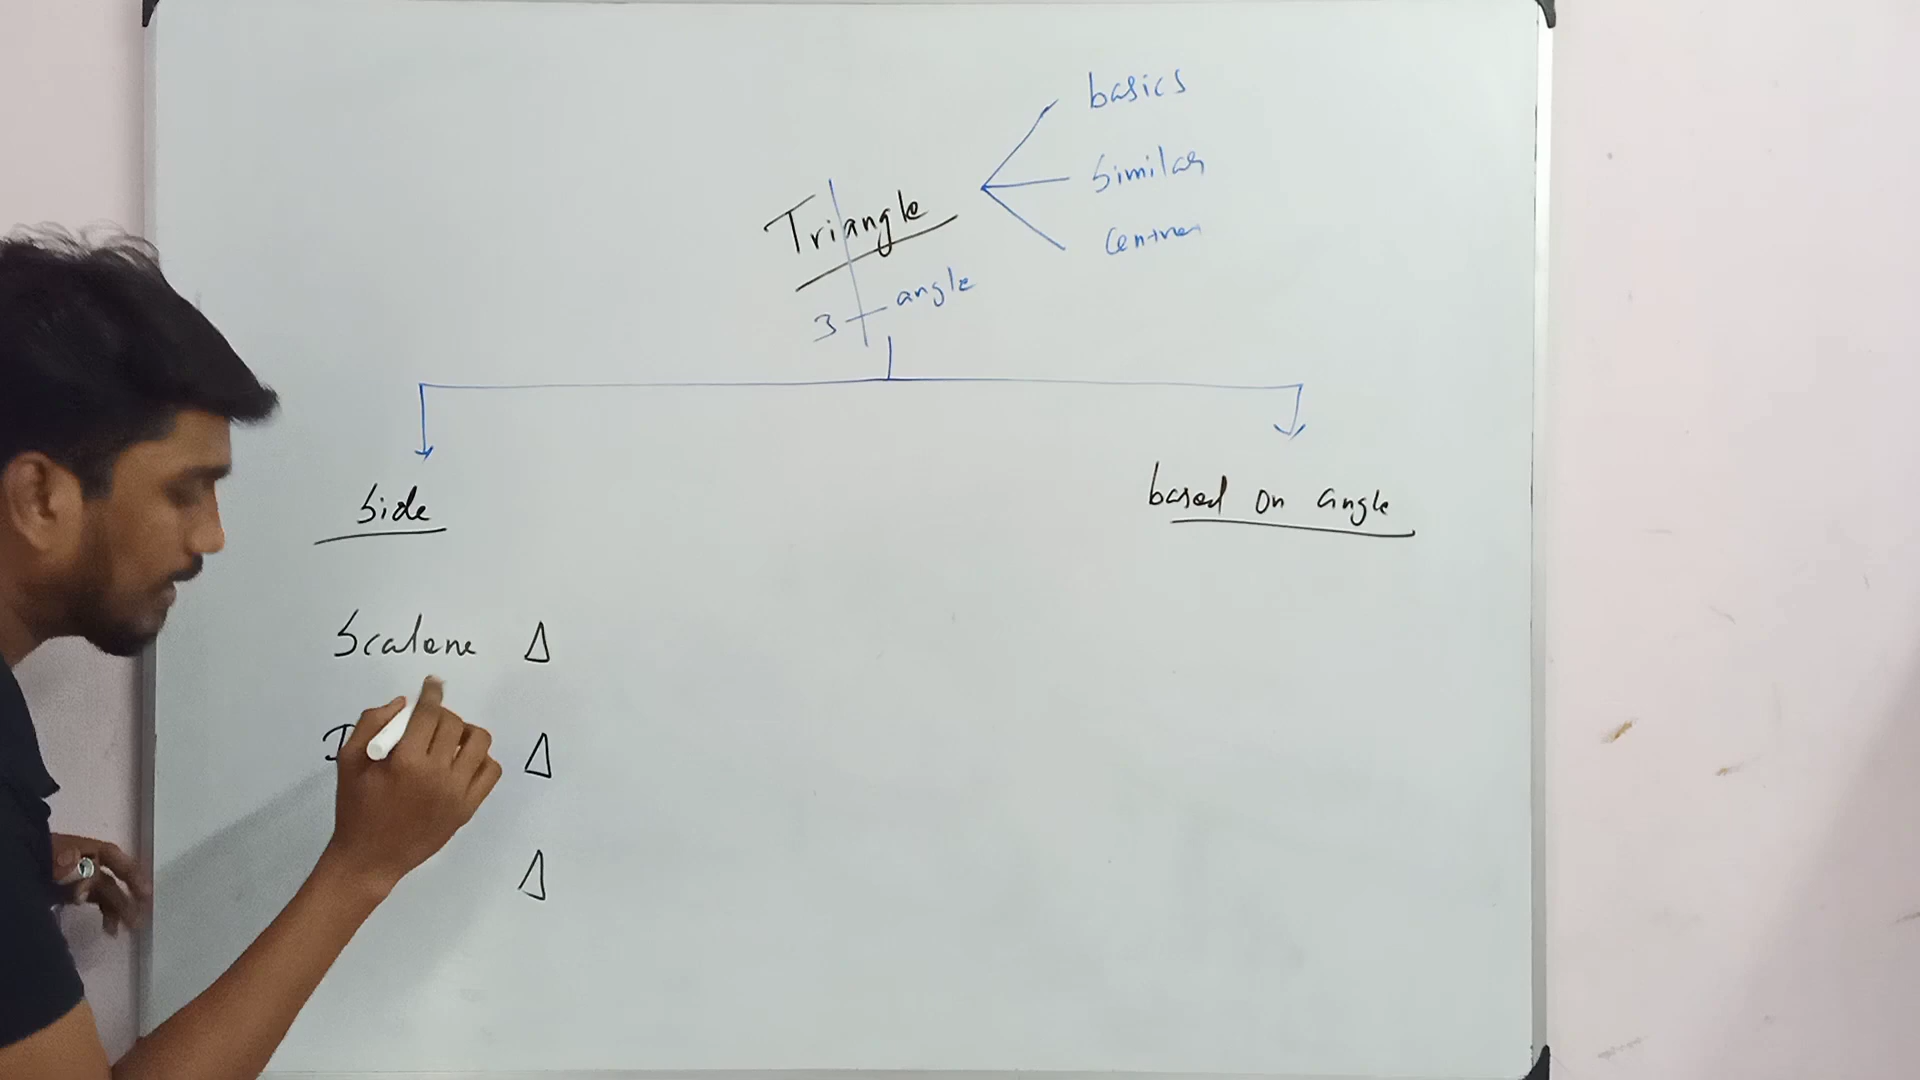 basics
Similar
Triangle
Centres
3 angle
Side
based on angle
Scalene Δ
I Δ
Δ